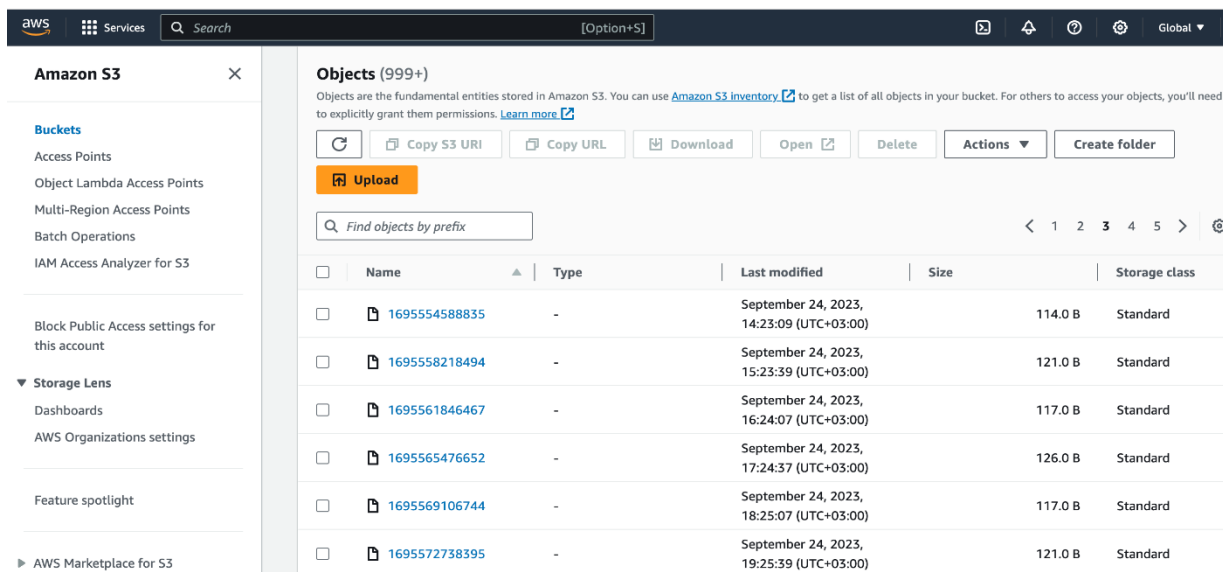 aws Services Search [Option+S] Global ▼
Amazon S3
Buckets
Access Points
Object Lambda Access Points
Multi-Region Access Points
Batch Operations
IAM Access Analyzer for S3
Block Public Access settings for
this account
▼ Storage Lens
Dashboards
AWS Organizations settings
Feature spotlight
▶ AWS Marketplace for S3
Objects (999+)
Objects are the fundamental entities stored in Amazon S3. You can use Amazon S3 inventory to get a list of all objects in your bucket. For others to access your objects, you'll need
to explicitly grant them permissions. Learn more
Copy S3 URI Copy URL Download Open Delete Actions ▼ Create folder
Upload
Find objects by prefix < 1 2 3 4 5 >
Name ▲ Type Last modified Size Storage class
September 24, 2023,
1695554588835 - 14:23:09 (UTC+03:00) 114.0 B Standard
September 24, 2023,
1695558218494 - 15:23:39 (UTC+03:00) 121.0 B Standard
September 24, 2023,
1695561846467 - 16:24:07 (UTC+03:00) 117.0 B Standard
September 24, 2023,
1695565476652 - 17:24:37 (UTC+03:00) 126.0 B Standard
September 24, 2023,
1695569106744 - 18:25:07 (UTC+03:00) 117.0 B Standard
September 24, 2023,
1695572738395 - 19:25:39 (UTC+03:00) 121.0 B Standard